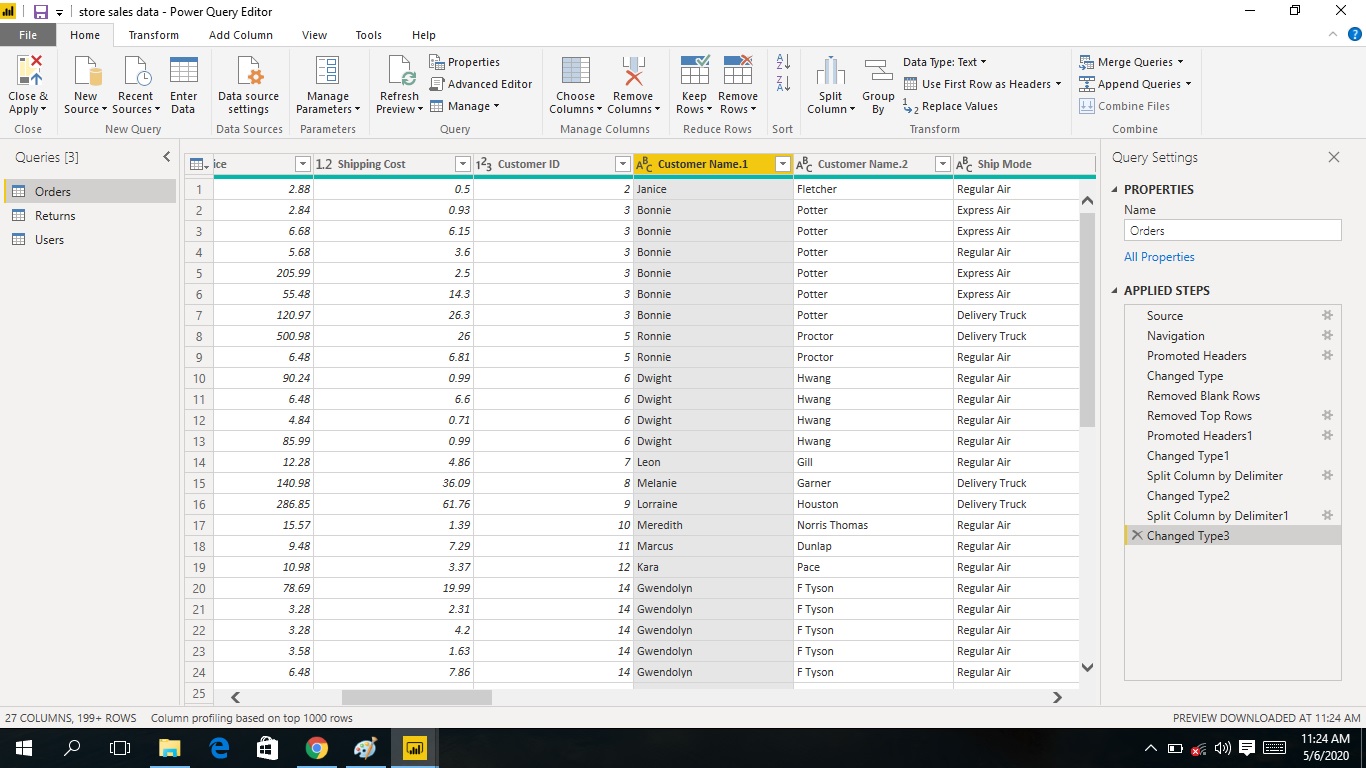 store sales data - Power Query Editor
File Home Transform Add Column View Tools Help
Close & Apply
New Source
Recent Sources
Enter Data
Data source settings
Manage Parameters
Refresh Preview
Properties
Advanced Editor
Manage
Choose Columns
Remove Columns
Keep Rows
Remove Rows
Split Column
Group By
Data Type: Text
Use First Row as Headers
Replace Values
Merge Queries
Append Queries
Combine Files
Close New Query Data Sources Parameters Query Manage Columns Reduce Rows Sort Transform Combine
Queries [3]
Orders
Returns
Users
ice 1.2 Shipping Cost 123 Customer ID ABC Customer Name.1 ABC Customer Name.2 ABC Ship Mode
1 2.88 0.5 2 Janice Fletcher Regular Air
2 2.84 0.93 3 Bonnie Potter Express Air
3 6.68 6.15 3 Bonnie Potter Express Air
4 5.68 3.6 3 Bonnie Potter Regular Air
5 205.99 2.5 3 Bonnie Potter Express Air
6 55.48 14.3 3 Bonnie Potter Express Air
7 120.97 26.3 3 Bonnie Potter Delivery Truck
8 500.98 26 5 Ronnie Proctor Delivery Truck
9 6.48 6.81 5 Ronnie Proctor Regular Air
10 90.24 0.99 6 Dwight Hwang Regular Air
11 6.48 6.6 6 Dwight Hwang Regular Air
12 4.84 0.71 6 Dwight Hwang Regular Air
13 85.99 0.99 6 Dwight Hwang Regular Air
14 12.28 4.86 7 Leon Gill Regular Air
15 140.98 36.09 8 Melanie Garner Delivery Truck
16 286.85 61.76 9 Lorraine Houston Delivery Truck
17 15.57 1.39 10 Meredith Norris Thomas Regular Air
18 9.48 7.29 11 Marcus Dunlap Regular Air
19 10.98 3.37 12 Kara Pace Regular Air
20 78.69 19.99 14 Gwendolyn F Tyson Regular Air
21 3.28 2.31 14 Gwendolyn F Tyson Regular Air
22 3.28 4.2 14 Gwendolyn F Tyson Regular Air
23 3.58 1.63 14 Gwendolyn F Tyson Regular Air
24 6.48 7.86 14 Gwendolyn F Tyson Regular Air
25
Query Settings
PROPERTIES
Name
Orders
All Properties
APPLIED STEPS
Source
Navigation
Promoted Headers
Changed Type
Removed Blank Rows
Removed Top Rows
Promoted Headers1
Changed Type1
Split Column by Delimiter
Changed Type2
Split Column by Delimiter1
Changed Type3
27 COLUMNS, 199+ ROWS Column profiling based on top 1000 rows PREVIEW DOWNLOADED AT 11:24 AM
11:24 AM
5/6/2020